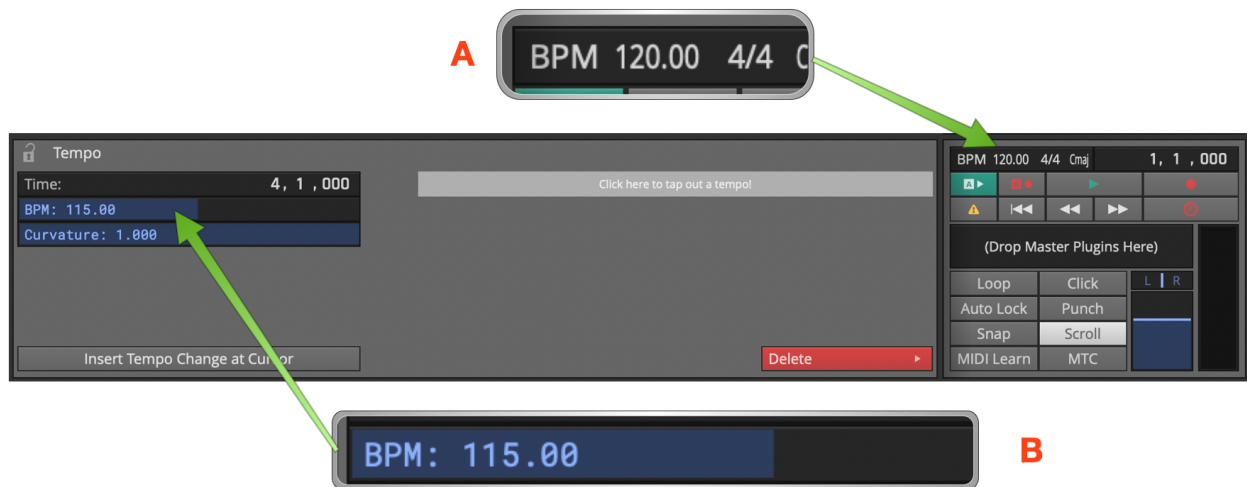 A
BPM 120.00 4/4 C
Tempo
Time: 4, 1 , 000
BPM: 115.00
Curvature: 1.000
Click here to tap out a tempo!
Insert Tempo Change at Cursor
Delete
BPM 120.00 4/4 Cmaj 1, 1 , 000
A A
(Drop Master Plugins Here)
Loop Click L R
Auto Lock Punch
Snap Scroll
MIDI Learn MTC
BPM: 115.00
B